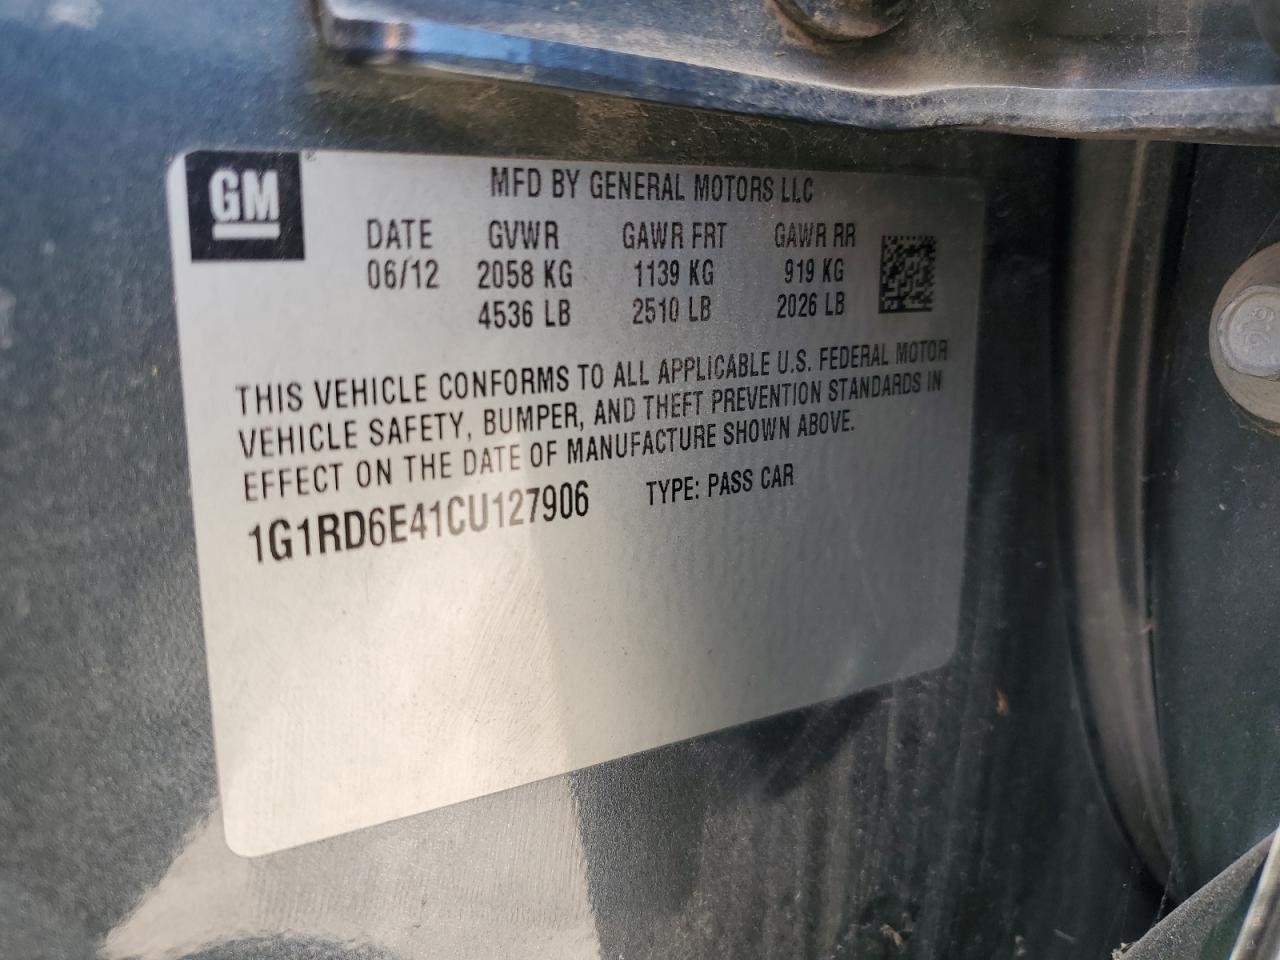 GM
MFD BY GENERAL MOTORS LLC
DATE GVWR GAWR FRT GAWR RR
06/12 2058 KG 1139 KG 919 KG
4536 LB 2510 LB 2026 LB
THIS VEHICLE CONFORMS TO ALL APPLICABLE U.S. FEDERAL MOTOR
VEHICLE SAFETY, BUMPER, AND THEFT PREVENTION STANDARDS IN
EFFECT ON THE DATE OF MANUFACTURE SHOWN ABOVE.
1G1RD6E41CU127906 TYPE: PASS CAR